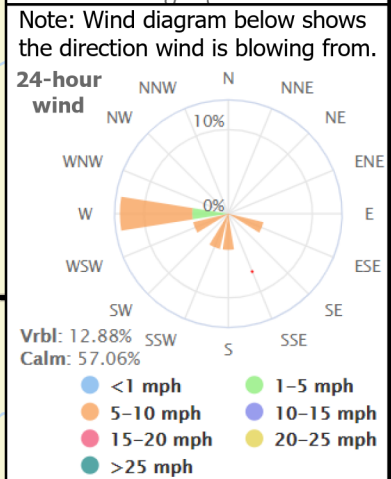 Note: Wind diagram below shows
the direction wind is blowing from.
24-hour
wind
N
NNW
NNE
NW
NE
10%
WNW
ENE
0%
W
E
WSW
ESE
SW
SE
Vrbl: 12.88%
SSW
SSE
S
Calm: 57.06%
<1 mph
1-5 mph
5-10 mph
10-15 mph
15-20 mph
20-25 mph
>25 mph